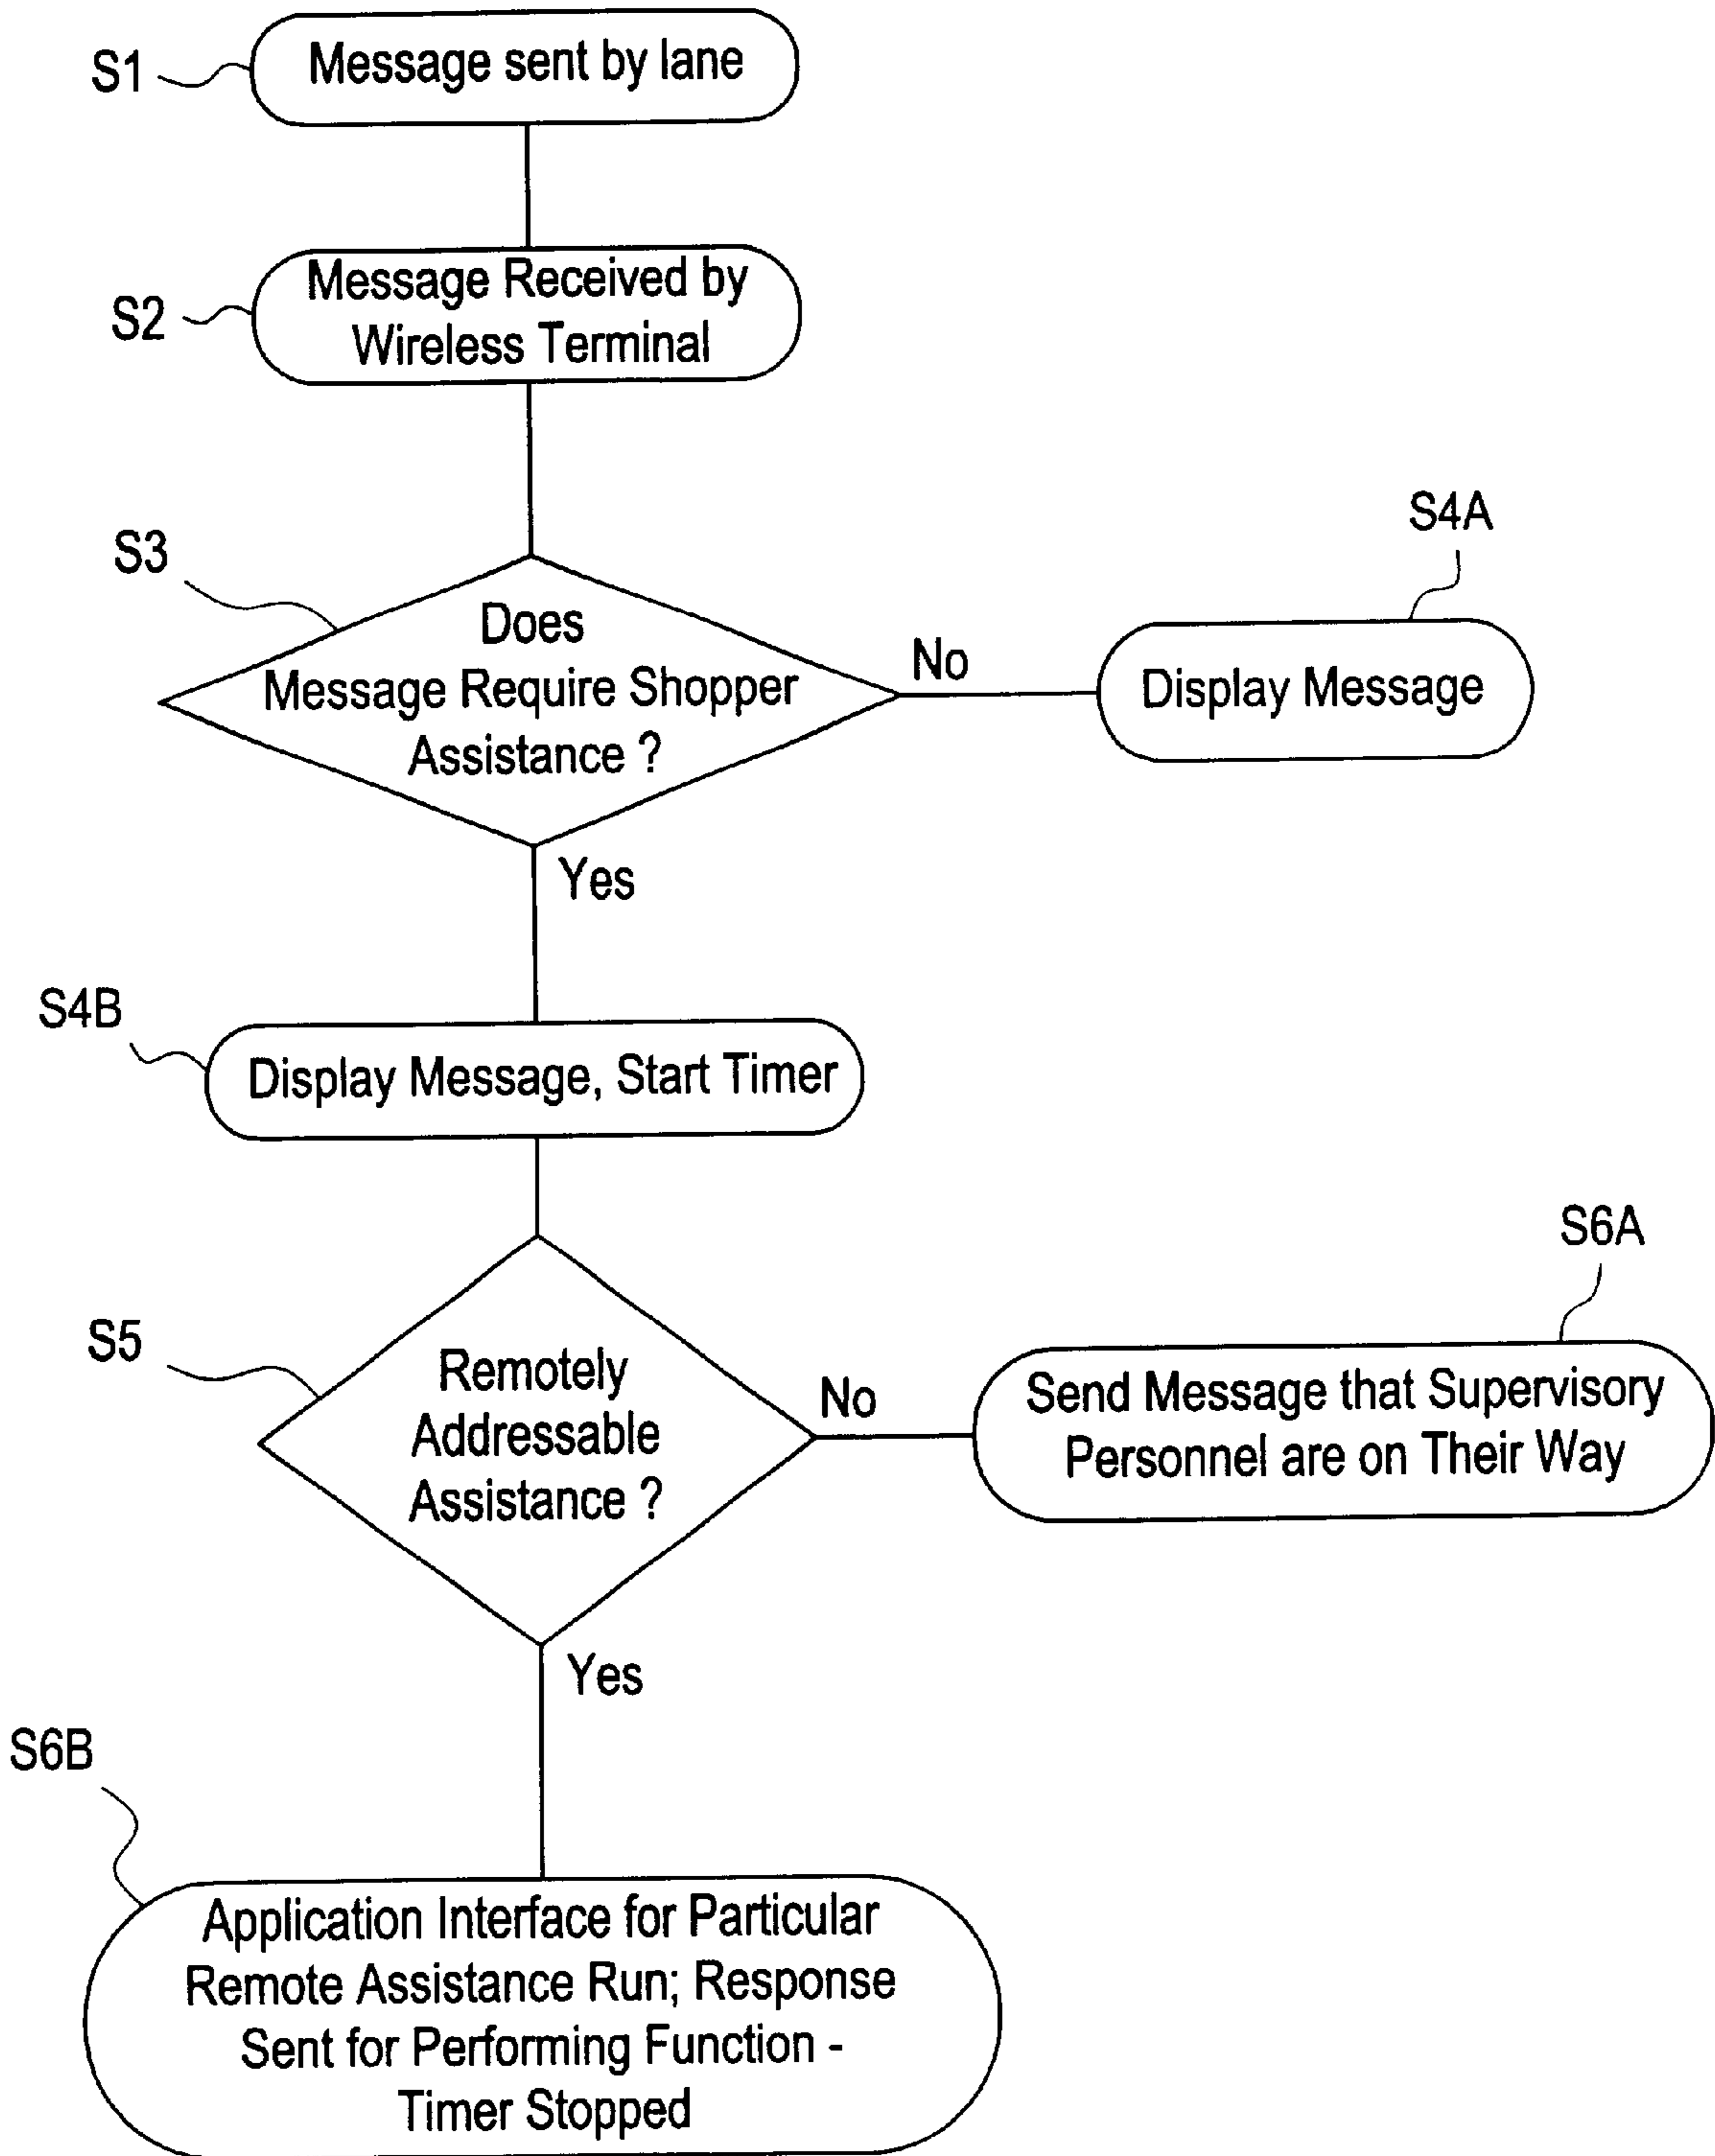 S1
Message sent by lane
S2
Message Received by
Wireless Terminal
S3
Does
Message Require Shopper
Assistance ?
No
S4A
Display Message
Yes
S4B
Display Message, Start Timer
S5
Remotely
Addressable
Assistance ?
No
S6A
Send Message that Supervisory
Personnel are on Their Way
Yes
S6B
Application Interface for Particular
Remote Assistance Run; Response
Sent for Performing Function -
Timer Stopped